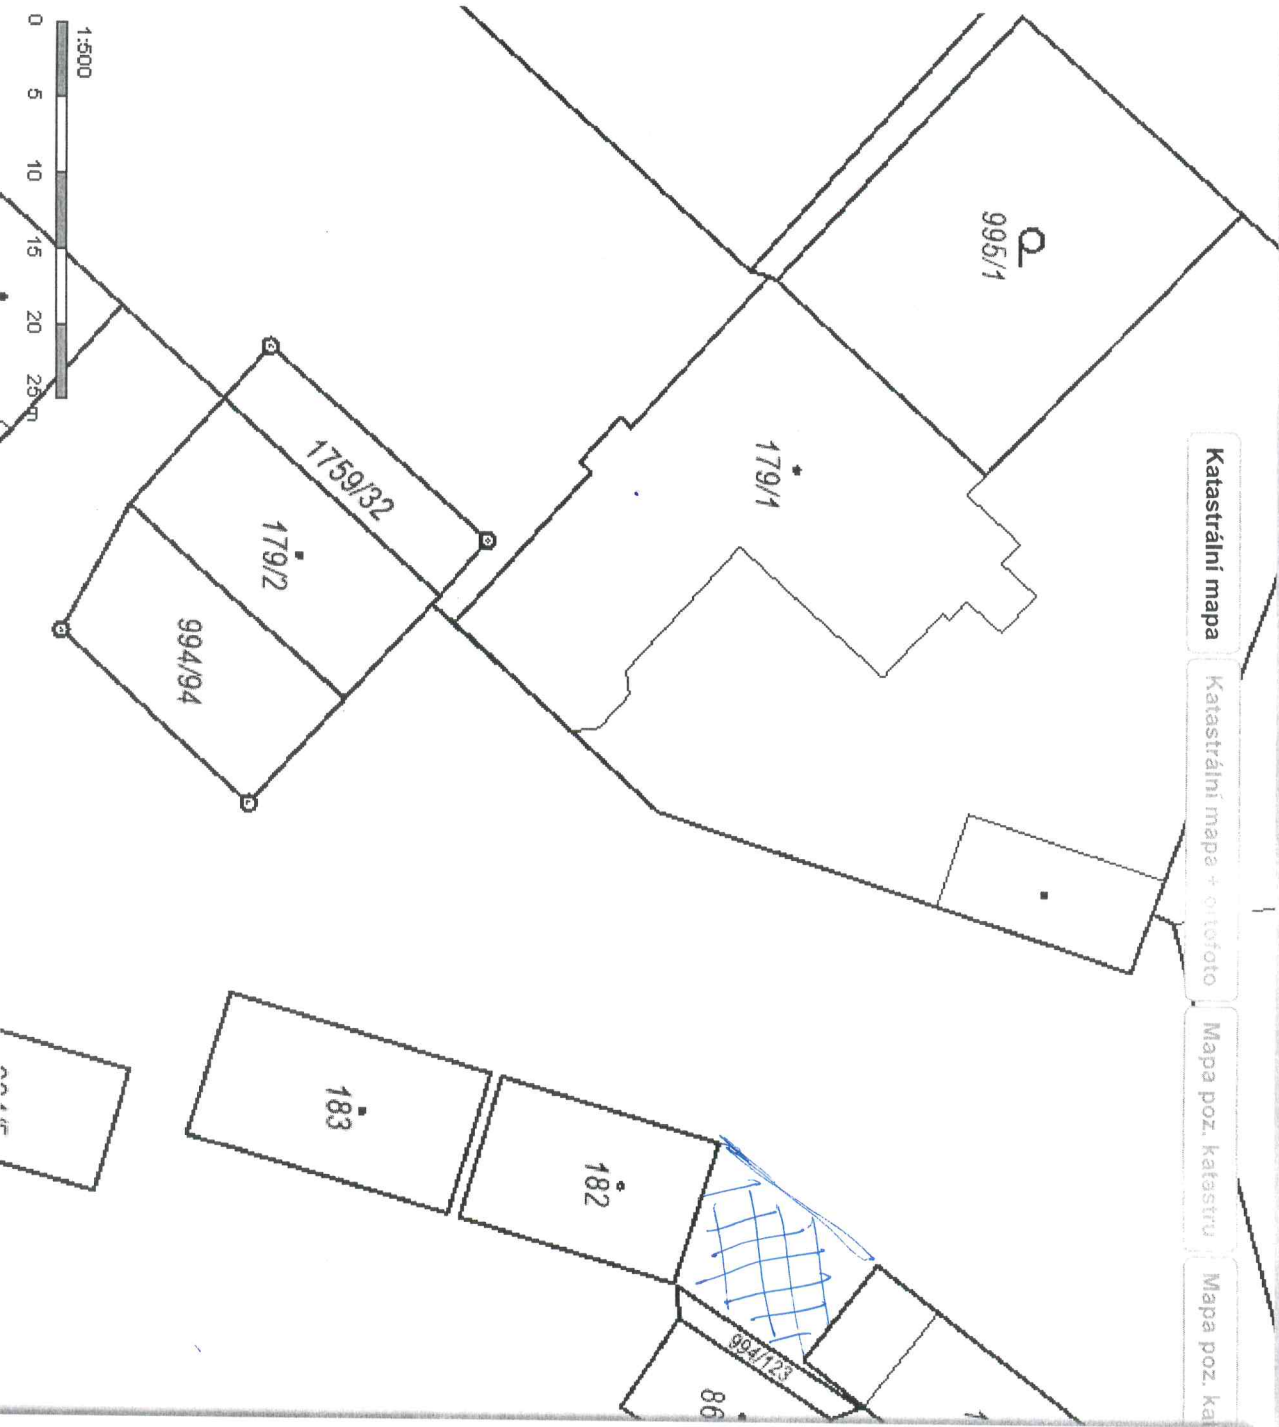 Katastrální mapa
Katastrální mapa + ortofoto
Mapa poz. katastru
Mapa poz. ka
995/1
179/1
1759/32
179/2
994/94
183
182
994/123
86
1
1:500
0 5 10 15 20 25 m